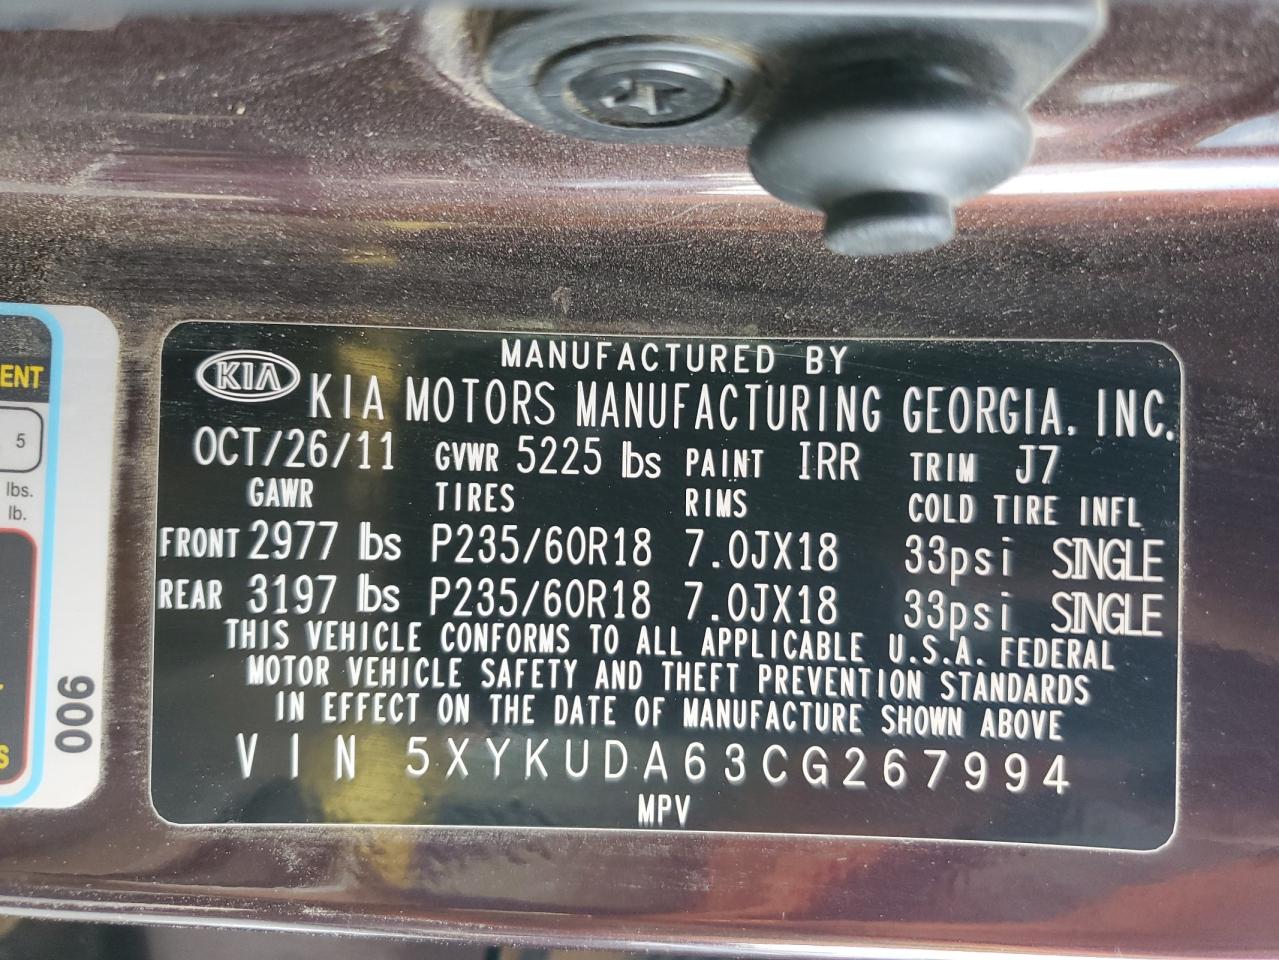 MANUFACTURED BY
KIA KIA MOTORS MANUFACTURING GEORGIA, INC.
OCT/26/11 GVWR 5225 lbs PAINT IRR TRIM J7
GAWR TIRES RIMS COLD TIRE INFL
FRONT 2977 lbs P235/60R18 7.0JX18 33psi SINGLE
REAR 3197 lbs P235/60R18 7.0JX18 33psi SINGLE
THIS VEHICLE CONFORMS TO ALL APPLICABLE U.S.A. FEDERAL
MOTOR VEHICLE SAFETY AND THEFT PREVENTION STANDARDS
IN EFFECT ON THE DATE OF MANUFACTURE SHOWN ABOVE
VIN 5XYKUDA63CG267994
MPV
ENT
5
lbs.
lb.
S
006